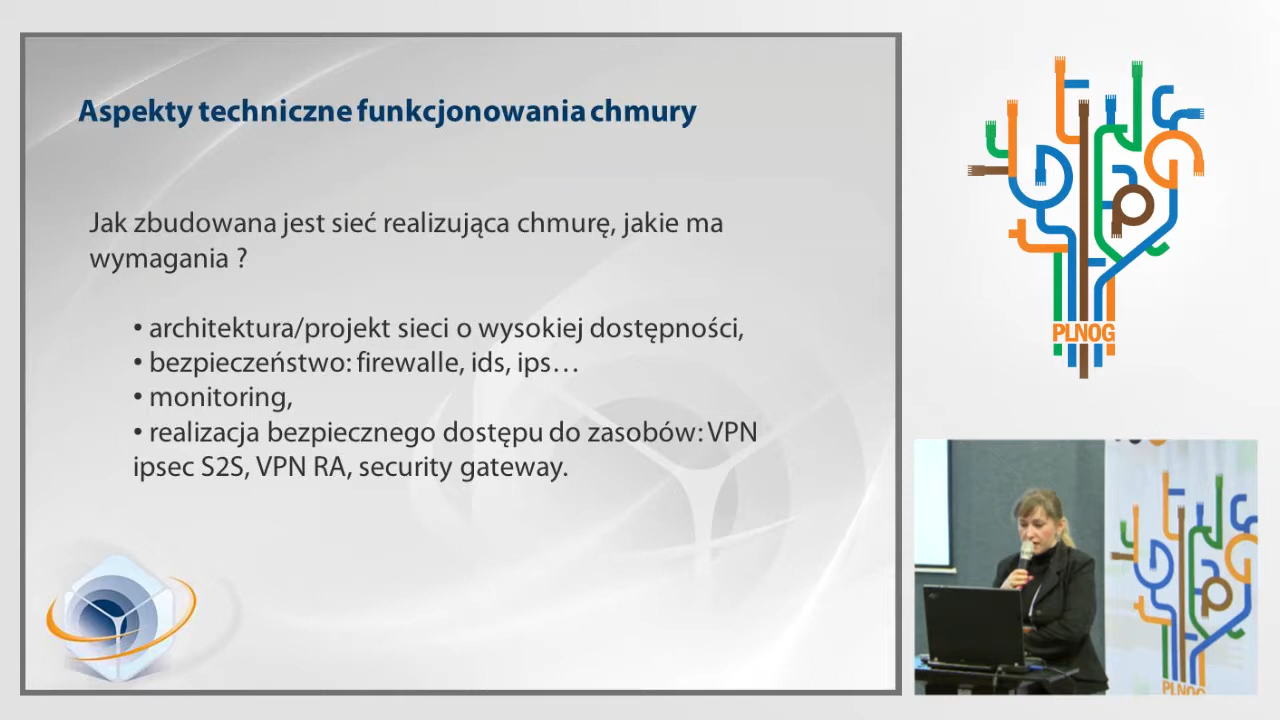 Aspekty techniczne funkcjonowania chmury
Jak zbudowana jest sieć realizująca chmurę, jakie ma
wymagania ?
• architektura/projekt sieci o wysokiej dostępności,
• bezpieczeństwo: firewalle, ids, ips…
• monitoring,
• realizacja bezpiecznego dostępu do zasobów: VPN
ipsec S2S, VPN RA, security gateway.
PLNOG
PLNOG